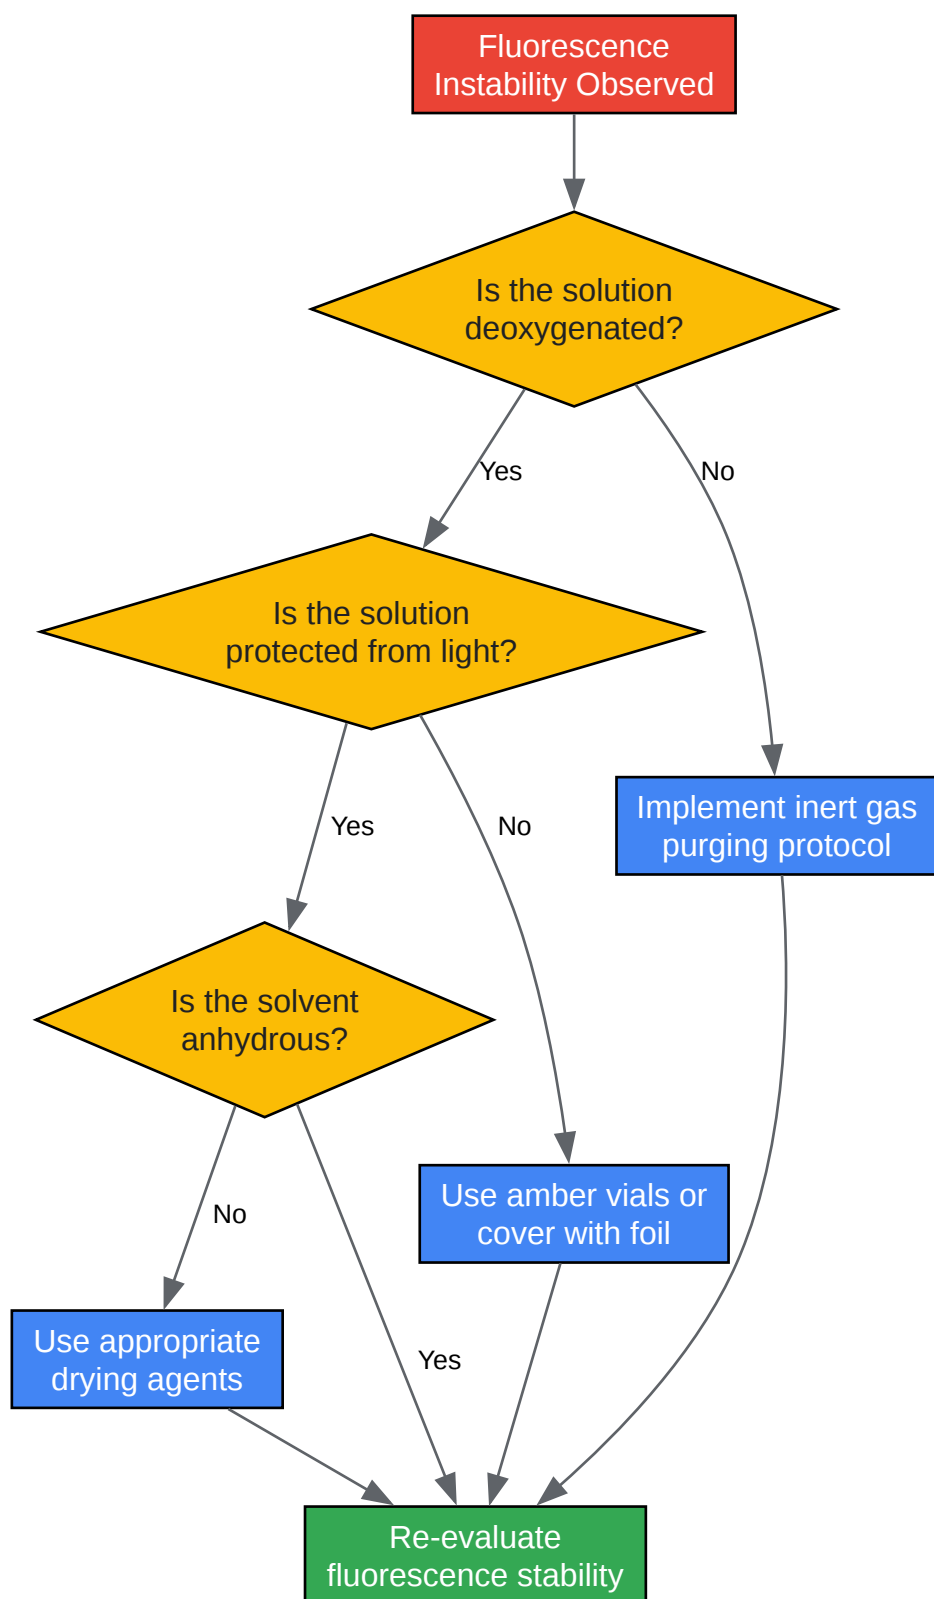 Fluorescence
Instability Observed
Is the solution
deoxygenated?
Yes
No
Is the solution
protected from light?
Implement inert gas
purging protocol
Yes
No
Is the solvent
anhydrous?
Use amber vials or
cover with foil
No
Use appropriate
drying agents
Yes
Re-evaluate
fluorescence stability